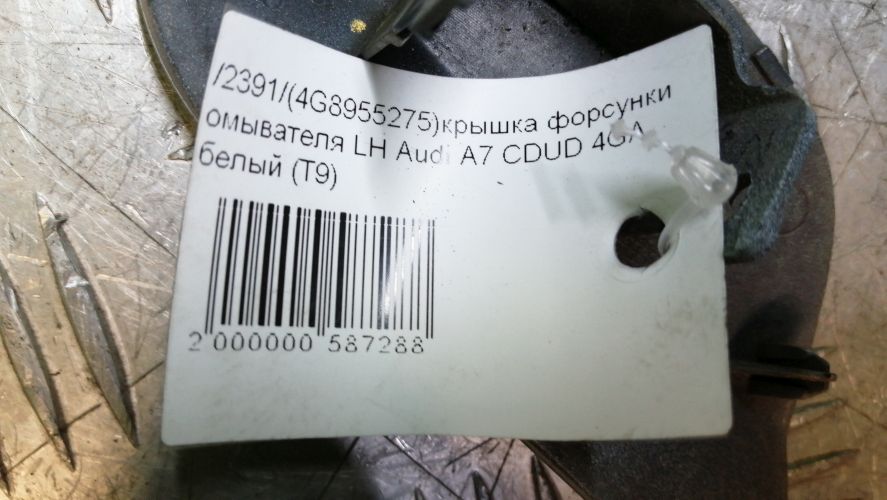 /2391/(4G8955275)крышка форсунки
омывателя LH Audi A7 CDUD 4GA
белый (T9)
2 000000 587288